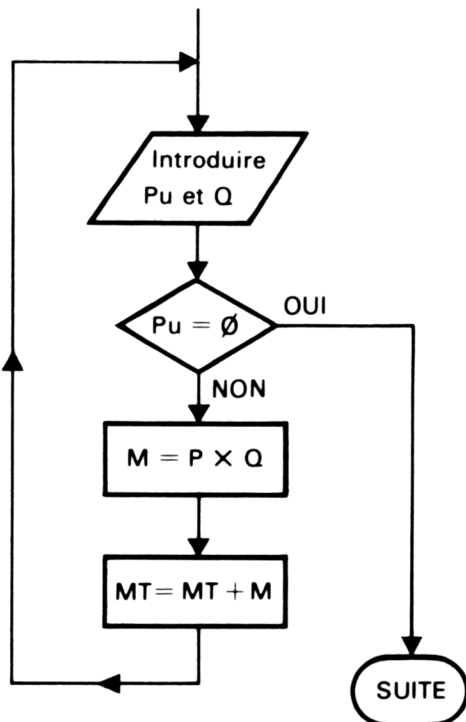 Introduire
Pu et Q
Pu = Ø
OUI
NON
M = P × Q
MT = MT + M
SUITE